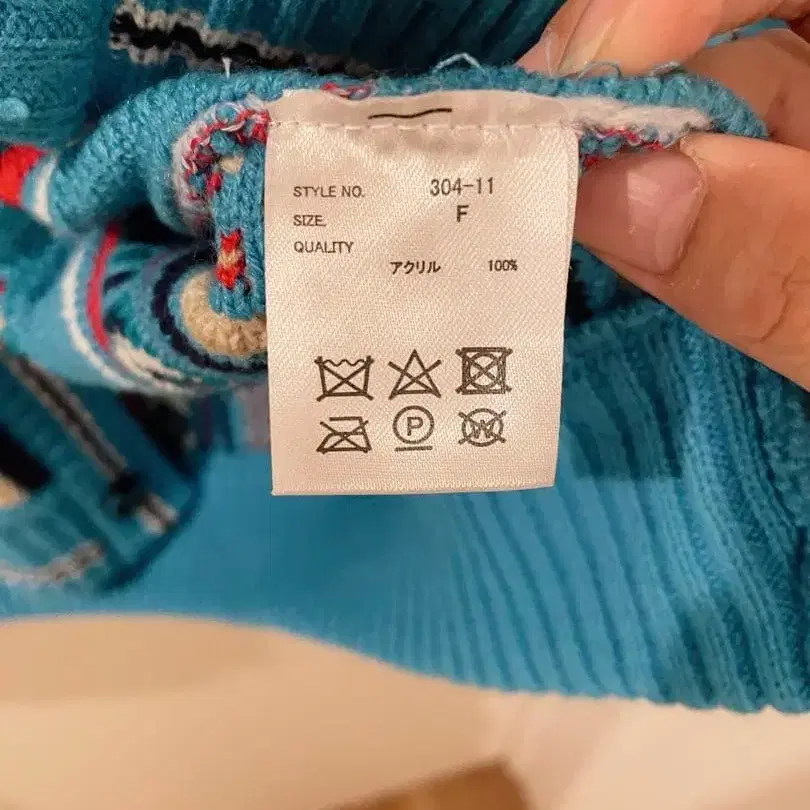 STYLE NO. 304-11
SIZE. F
QUALITY
アクリル 100%
P
W